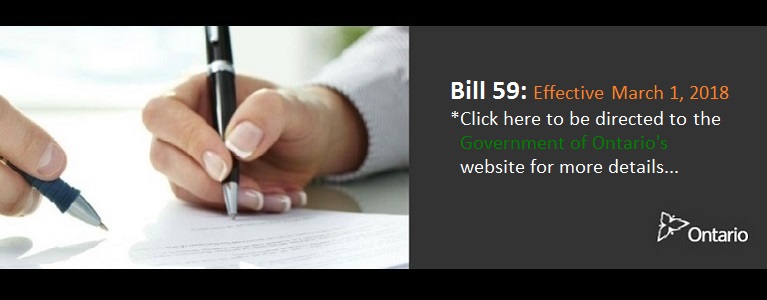 Bill 59: Effective March 1, 2018
*Click here to be directed to the
Government of Ontario's
website for more details...
Ontario